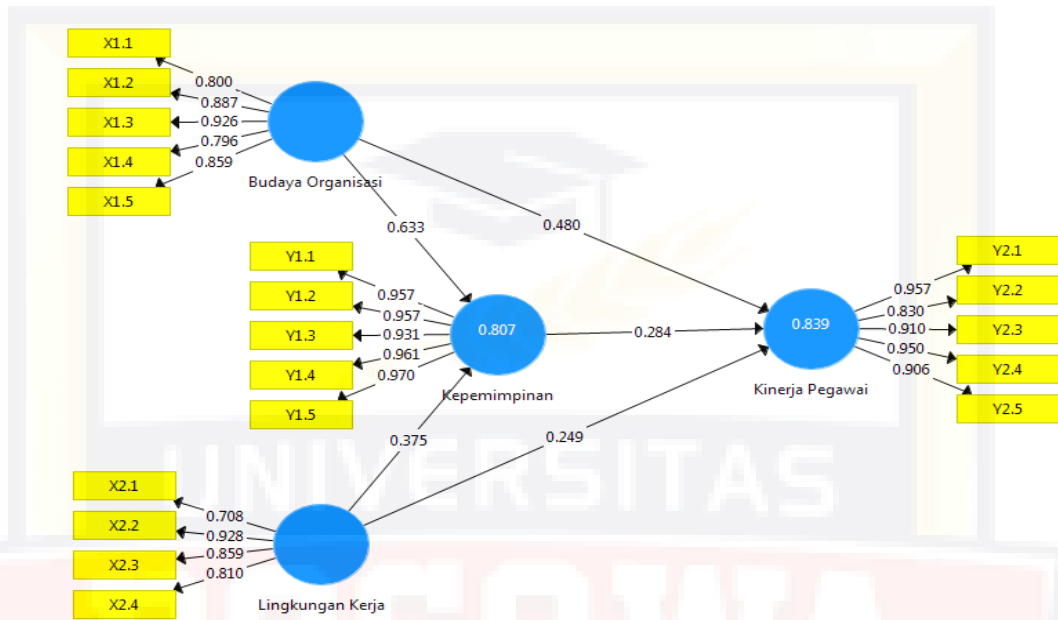 X1.1
X1.2
X1.3
X1.4
X1.5
0.800
0.887
0.926
0.796
0.859
Budaya Organisasi
0.633
0.480
Y1.1
Y1.2
Y1.3
Y1.4
Y1.5
0.957
0.957
0.931
0.961
0.970
0.807
Kepemimpinan
0.284
0.839
Kinerja Pegawai
0.957
0.830
0.910
0.950
0.906
Y2.1
Y2.2
Y2.3
Y2.4
Y2.5
0.375
0.249
UNIVERSITAS
X2.1
X2.2
X2.3
X2.4
0.708
0.928
0.859
0.810
Lingkungan Kerja